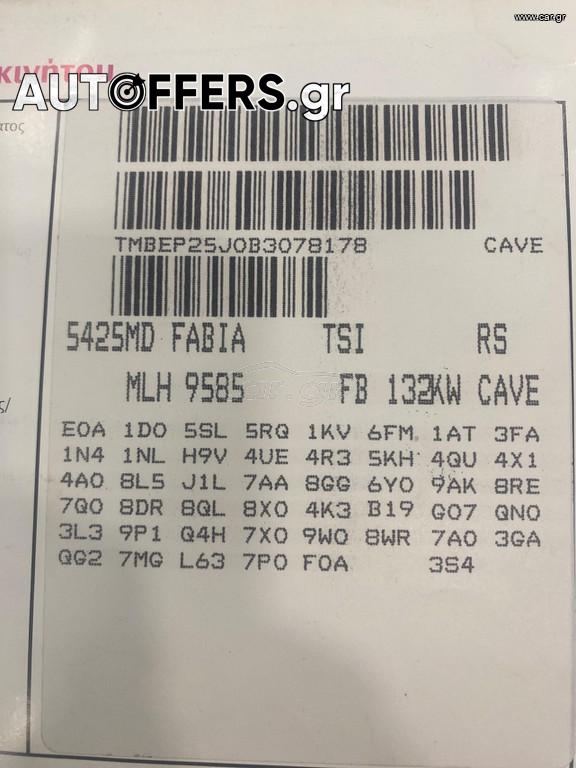 www.car.gr
κινήτου
AUTOFFERS.gr
ατος
TMBEP25J0B3078178 CAVE
5425MD FABIA TSI RS
MLH 9585 FB 132KW CAVE
ς/
E0A 1D0 5SL 5RQ 1KV 6FM 1AT 3FA
1N4 1NL H9V 4UE 4R3 5KH 4QU 4X1
4A0 8L5 J1L 7AA 8GG 6Y0 9AK 8RE
7Q0 8DR 8QL 8X0 4K3 B19 G07 QN0
3L3 9P1 Q4H 7X0 9W0 8WR 7A0 3GA
QG2 7MG L63 7P0 F0A 3S4